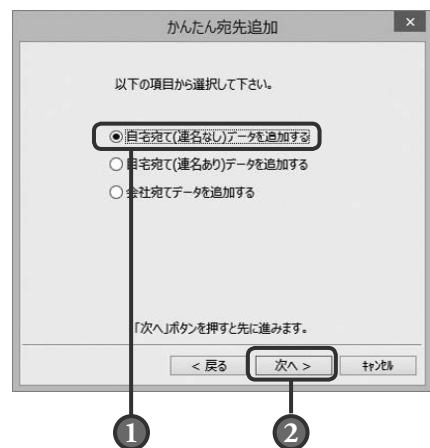 かんたん宛先追加
×
以下の項目から選択して下さい。
自宅宛て(連名なし)データを追加する
自宅宛て(連名あり)データを追加する
会社宛てデータを追加する
「次へ」ボタンを押すと先に進みます。
< 戻る 次へ > キャンセル
1 2